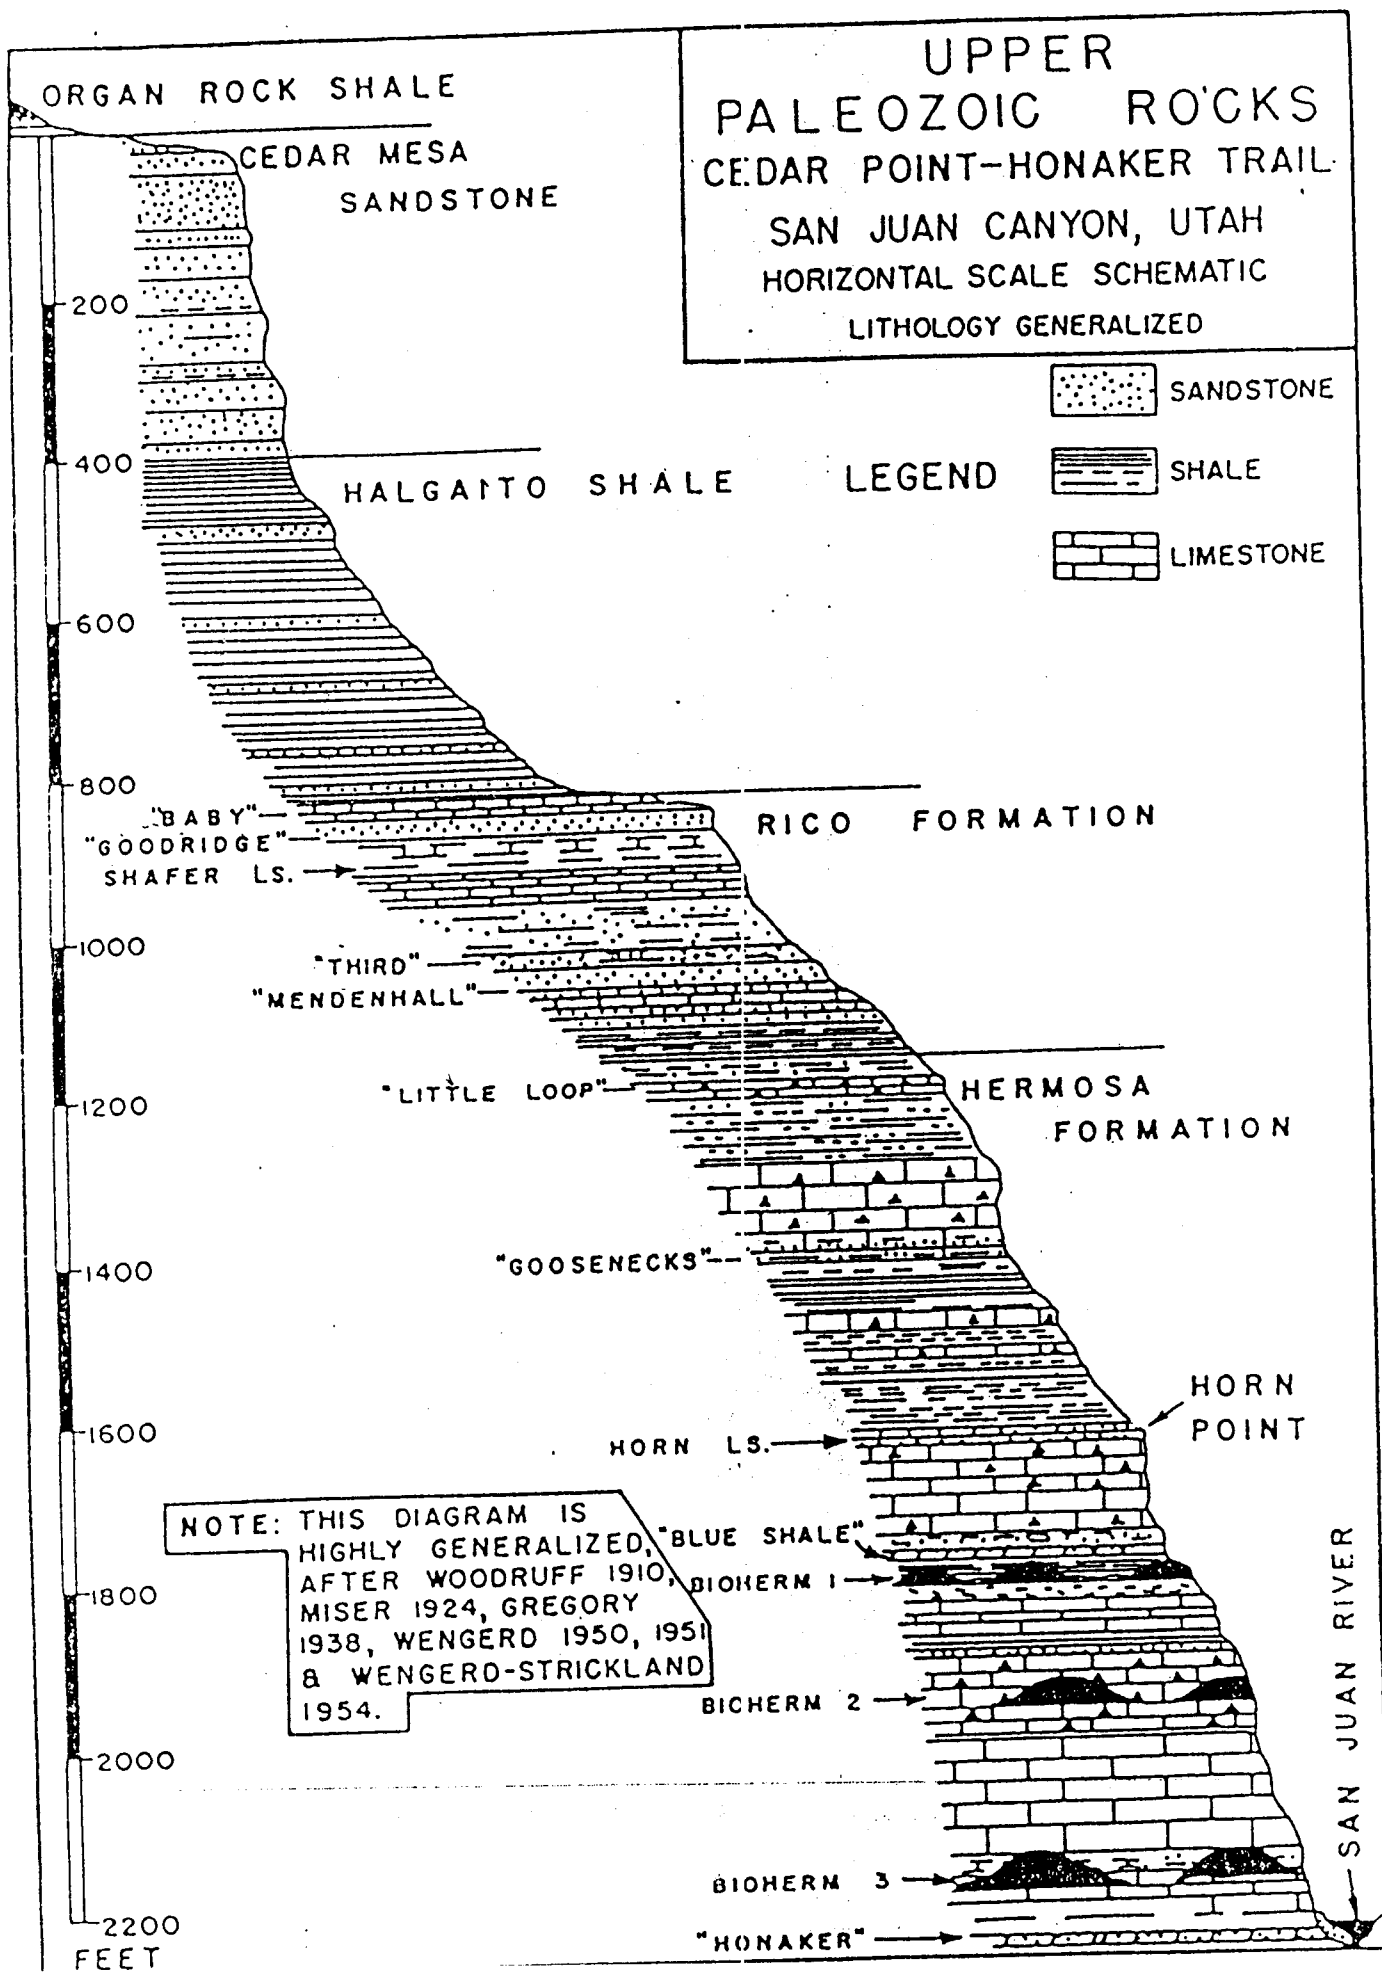 UPPER
PALEOZOIC ROCKS
CEDAR POINT-HONAKER TRAIL
SAN JUAN CANYON, UTAH
HORIZONTAL SCALE SCHEMATIC
LITHOLOGY GENERALIZED
ORGAN ROCK SHALE
CEDAR MESA
SANDSTONE
200
SANDSTONE
400
HALGAITO SHALE
LEGEND
SHALE
LIMESTONE
600
800
"BABY"
RICO FORMATION
"GOODRIDGE"
SHAFER LS.
1000
"THIRD"
"MENDENHALL"
"LITTLE LOOP"
HERMOSA
FORMATION
1200
"GOOSENECKS"
1400
HORN
POINT
1600
HORN LS.
NOTE: THIS DIAGRAM IS
HIGHLY GENERALIZED,
AFTER WOODRUFF 1910,
MISER 1924, GREGORY
1938, WENGERD 1950, 1951
& WENGERD-STRICKLAND
1954.
"BLUE SHALE"
BIOHERM 1
1800
BICHERM 2
2000
SAN JUAN RIVER
BIOHERM 3
2200
FEET
"HONAKER"